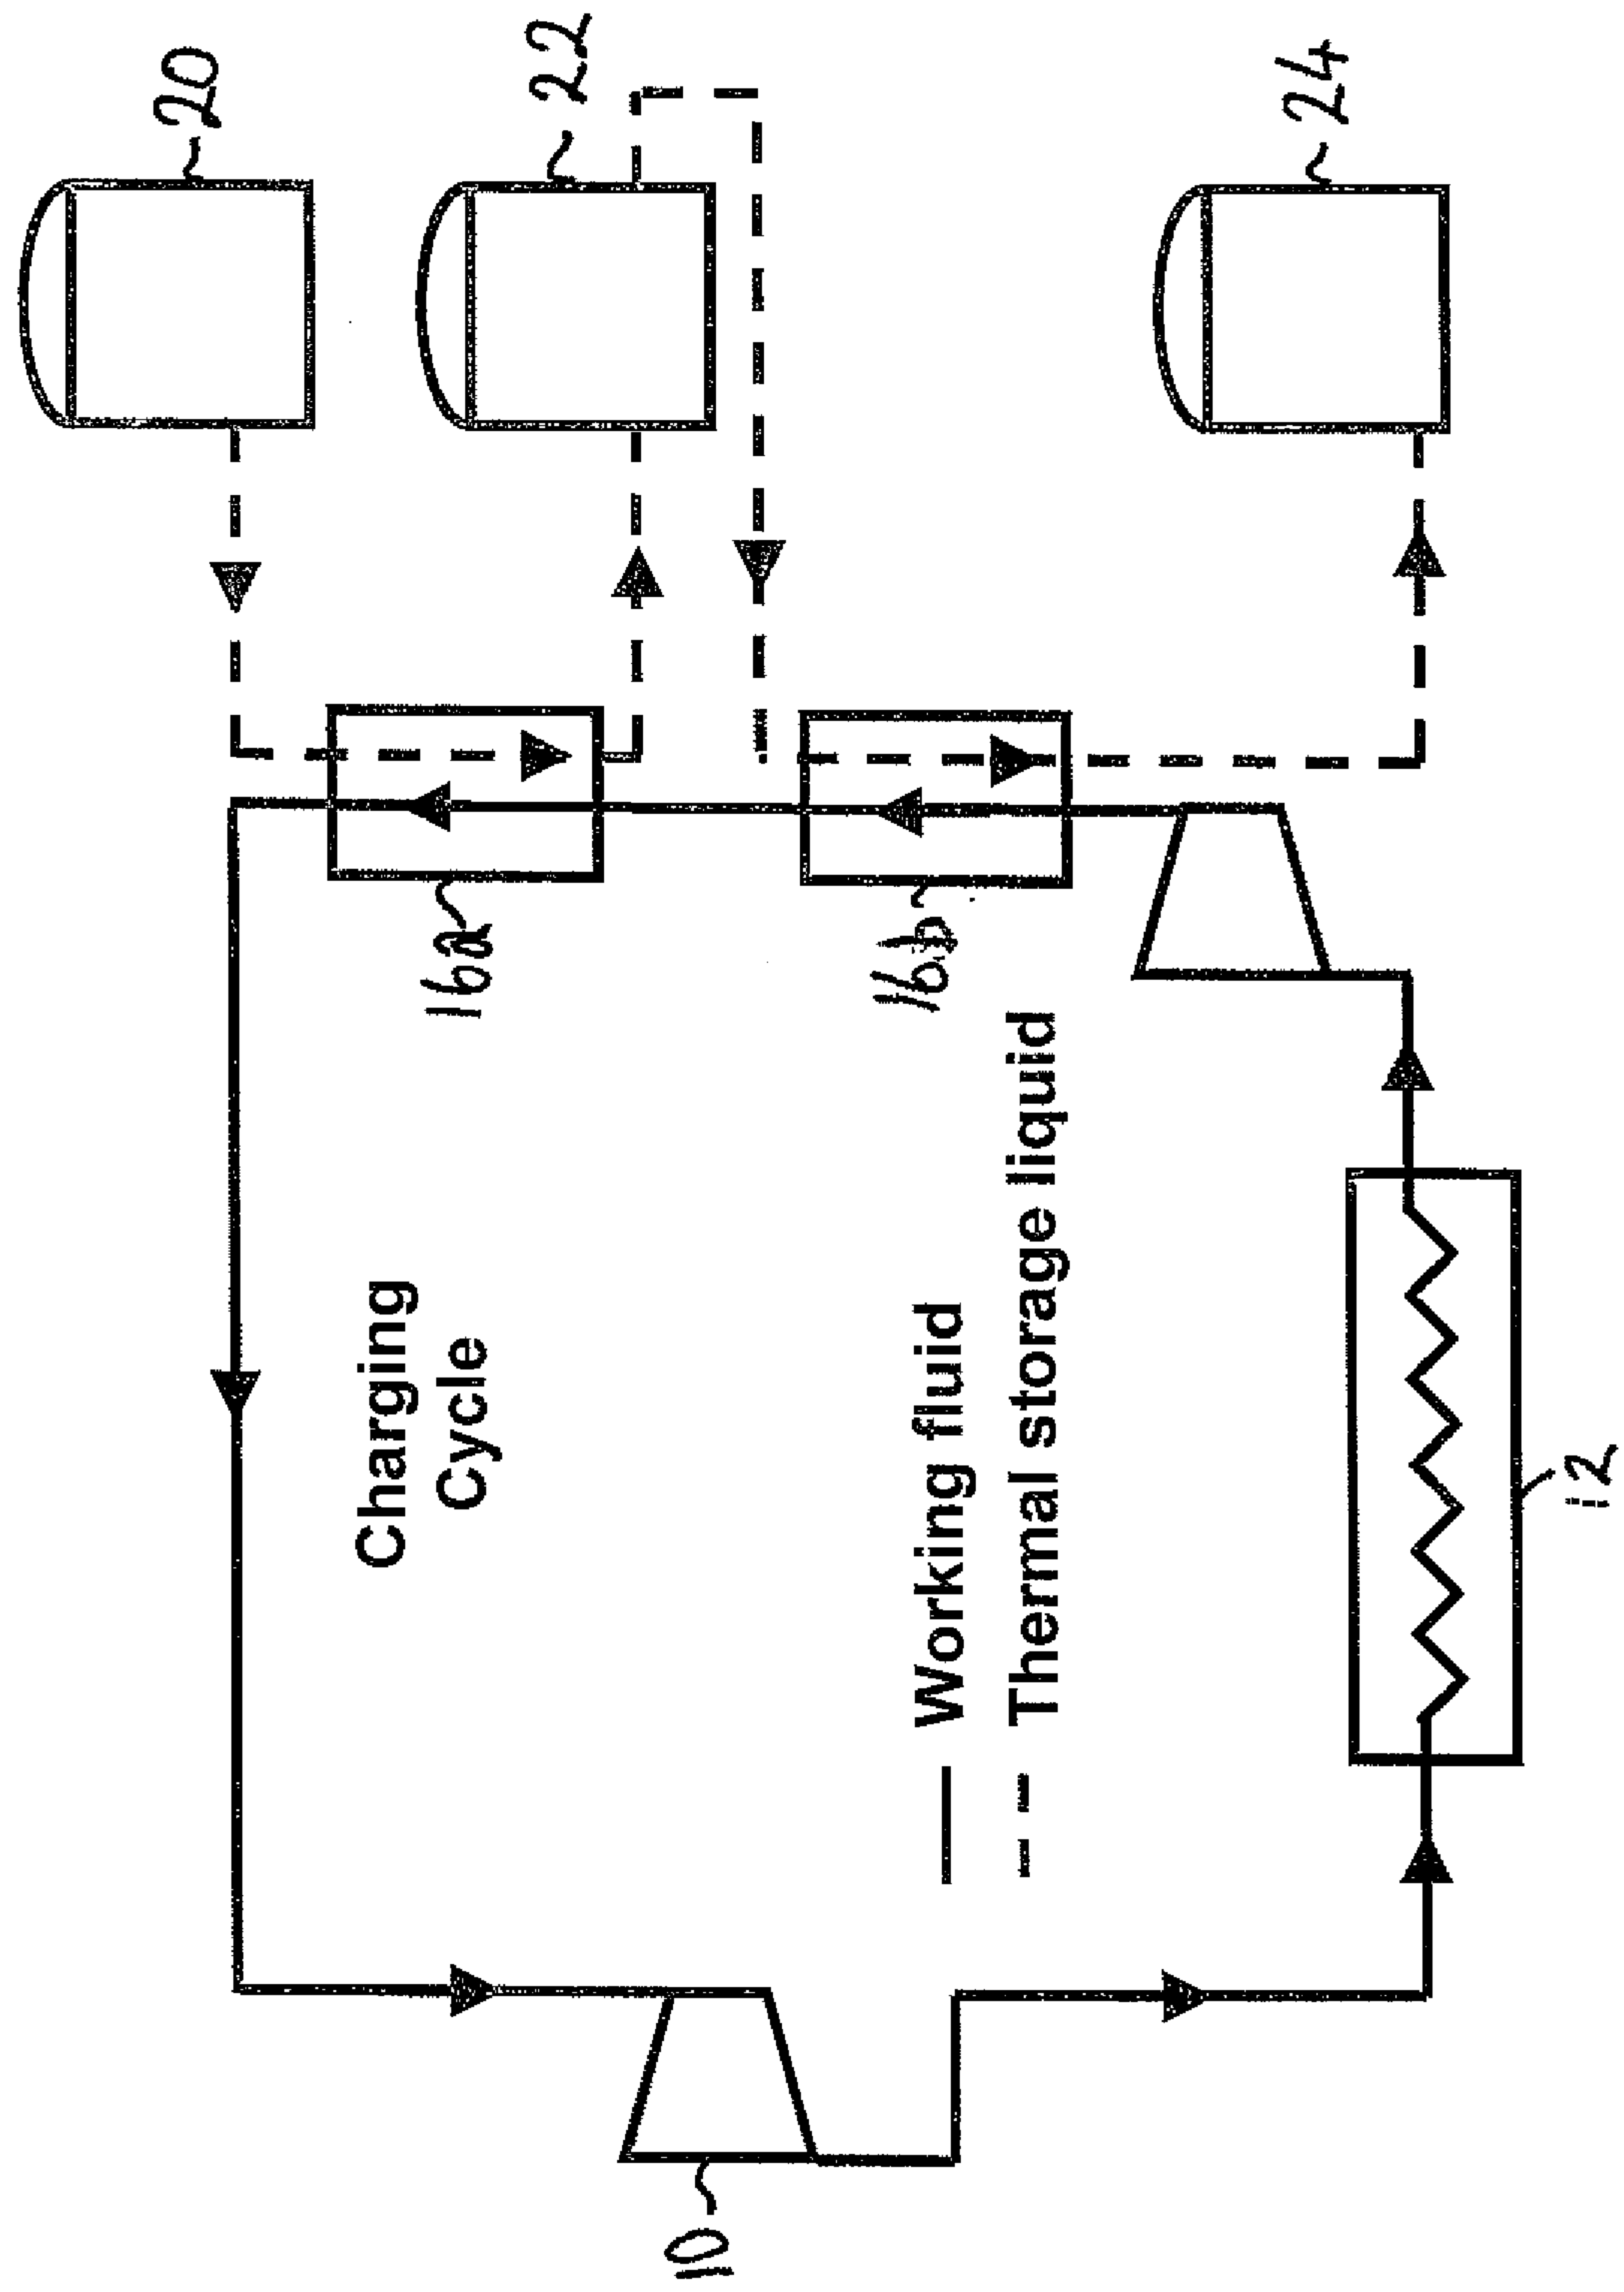 20
22
24
16a
16b
Charging
Cycle
Working fluid
Thermal storage liquid
12
10